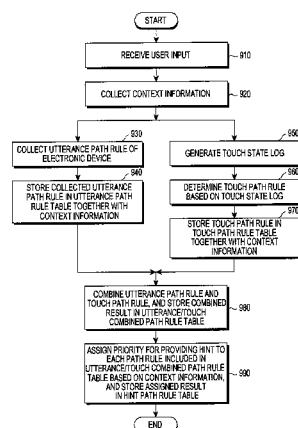 START
RECEIVE USER INPUT
910
COLLECT CONTEXT INFORMATION
920
930
COLLECT UTTERANCE PATH RULE OF
ELECTRONIC DEVICE
940
STORE COLLECTED UTTERANCE
PATH RULE IN UTTERANCE PATH
RULE TABLE TOGETHER WITH
CONTEXT INFORMATION
950
GENERATE TOUCH STATE LOG
960
DETERMINE TOUCH PATH RULE
BASED ON TOUCH STATE LOG
970
STORE TOUCH PATH RULE IN
TOUCH PATH RULE TABLE
TOGETHER WITH CONTEXT
INFORMATION
COMBINE UTTERANCE PATH RULE AND
TOUCH PATH RULE, AND STORE COMBINED
RESULT IN UTTERANCE/TOUCH
COMBINED PATH RULE TABLE
980
ASSIGN PRIORITY FOR PROVIDING HINT TO
EACH PATH RULE INCLUDED IN
UTTERANCE/TOUCH COMBINED PATH RULE
TABLE BASED ON CONTEXT INFORMATION,
AND STORE ASSIGNED RESULT IN
HINT PATH RULE TABLE
990
END